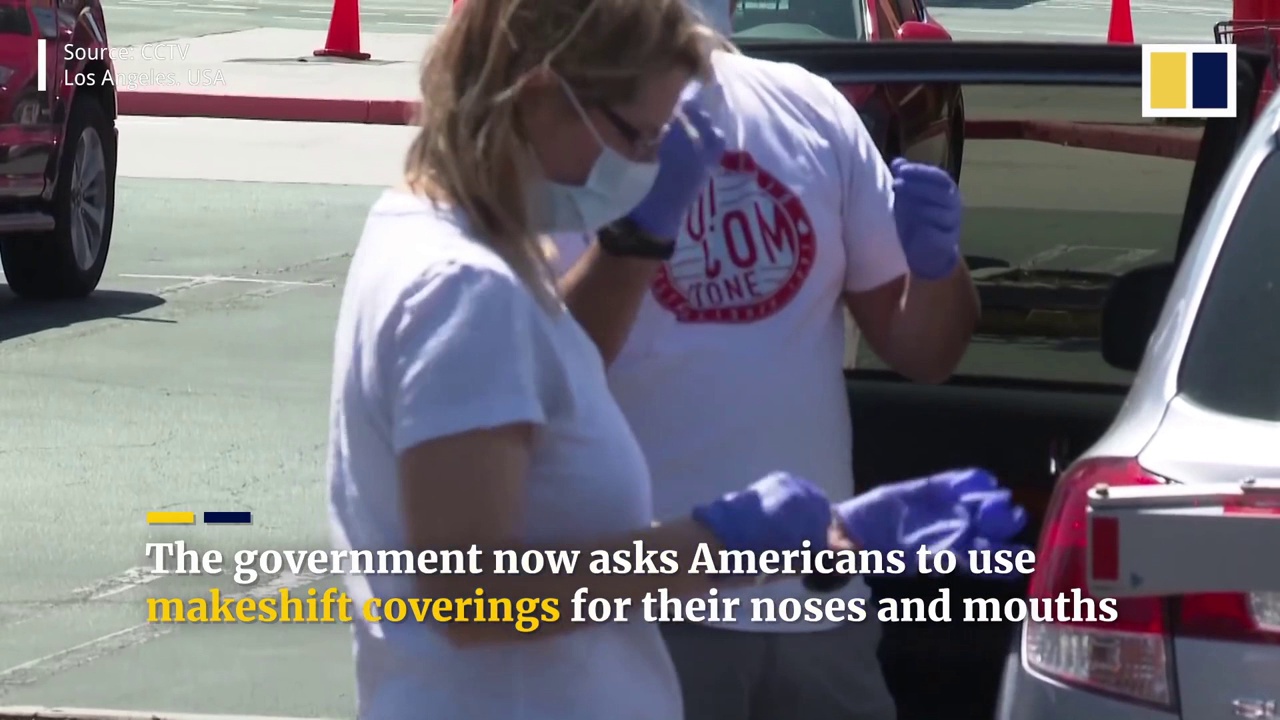 Source: CCTV
Los Angeles, USA
TONE
The government now asks Americans to use
makeshift coverings for their noses and mouths